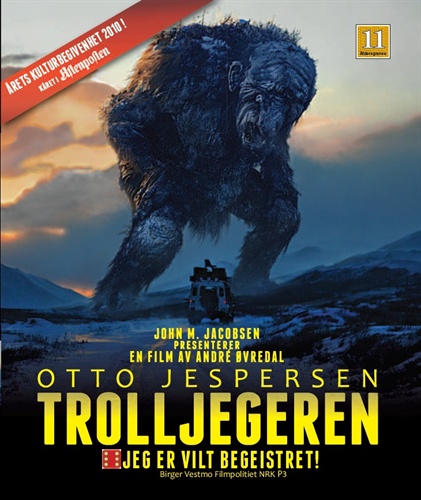 ÅRETS KULTURBEGIVENHET 2010!
KÅRET I Aftenposten
11
JOHN M. JACOBSEN
PRESENTERER
EN FILM AV ANDRÉ ØVREDAL
OTTO JESPERSEN
TROLLJEGEREN
JEG ER VILT BEGEISTRET!
Birger Vestmo Filmpolitiet NRK P3